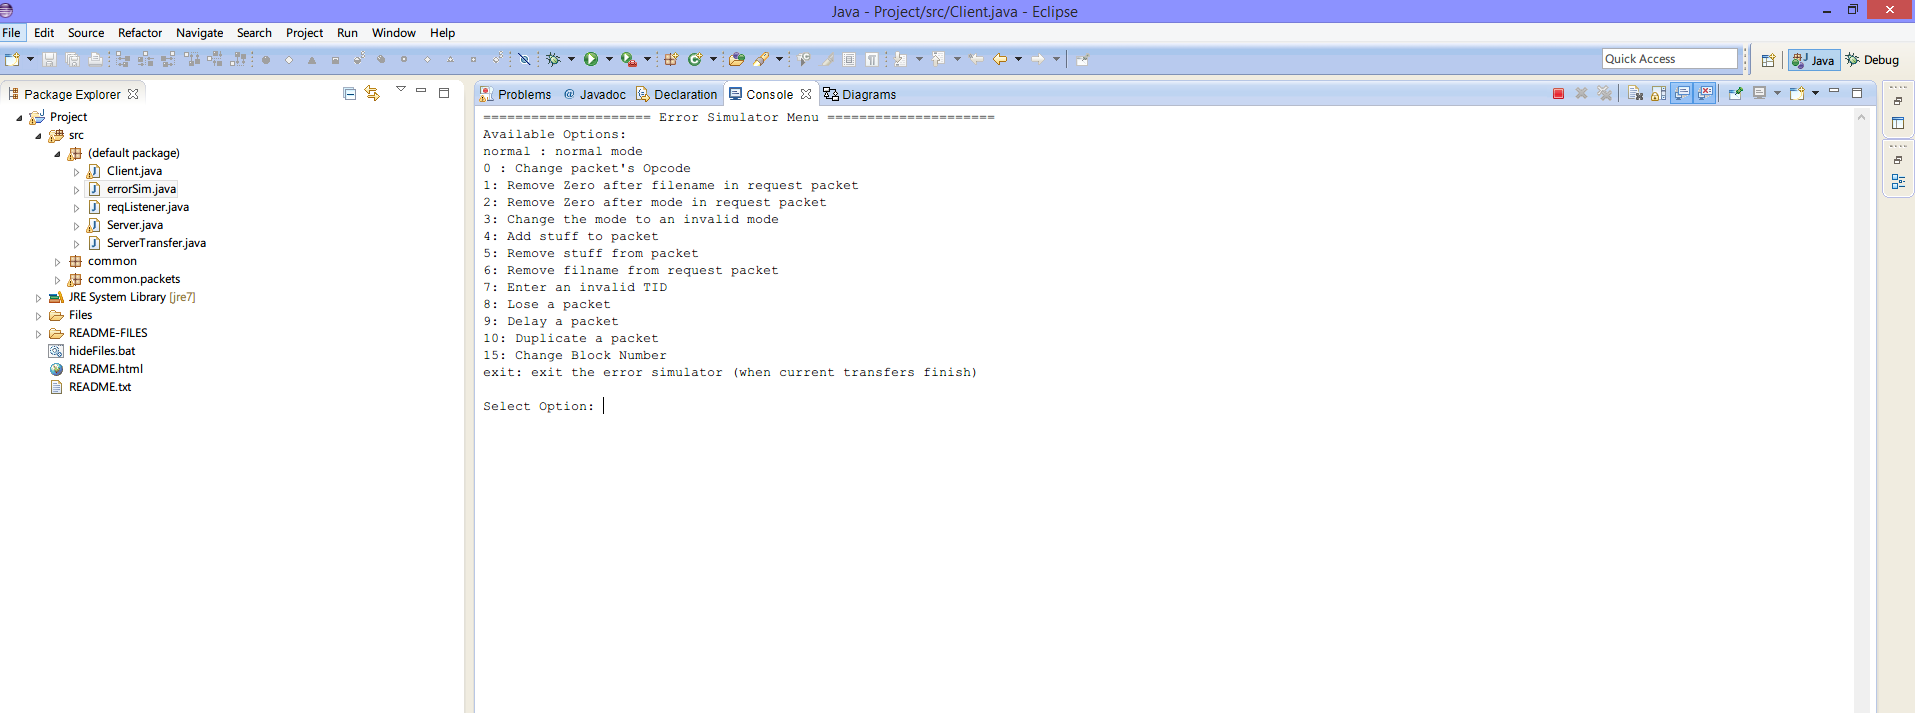 Java - Project/src/Client.java - Eclipse
File Edit Source Refactor Navigate Search Project Run Window Help
Quick Access
Java Debug
Package Explorer
Project
src
(default package)
Client.java
errorSim.java
reqListener.java
Server.java
ServerTransfer.java
common
common.packets
JRE System Library [jre7]
Files
README-FILES
hideFiles.bat
README.html
README.txt
Problems @ Javadoc Declaration Console Diagrams
===================== Error Simulator Menu =====================
Available Options:
normal : normal mode
0 : Change packet's Opcode
1: Remove Zero after filename in request packet
2: Remove Zero after mode in request packet
3: Change the mode to an invalid mode
4: Add stuff to packet
5: Remove stuff from packet
6: Remove filname from request packet
7: Enter an invalid TID
8: Lose a packet
9: Delay a packet
10: Duplicate a packet
15: Change Block Number
exit: exit the error simulator (when current transfers finish)
Select Option: